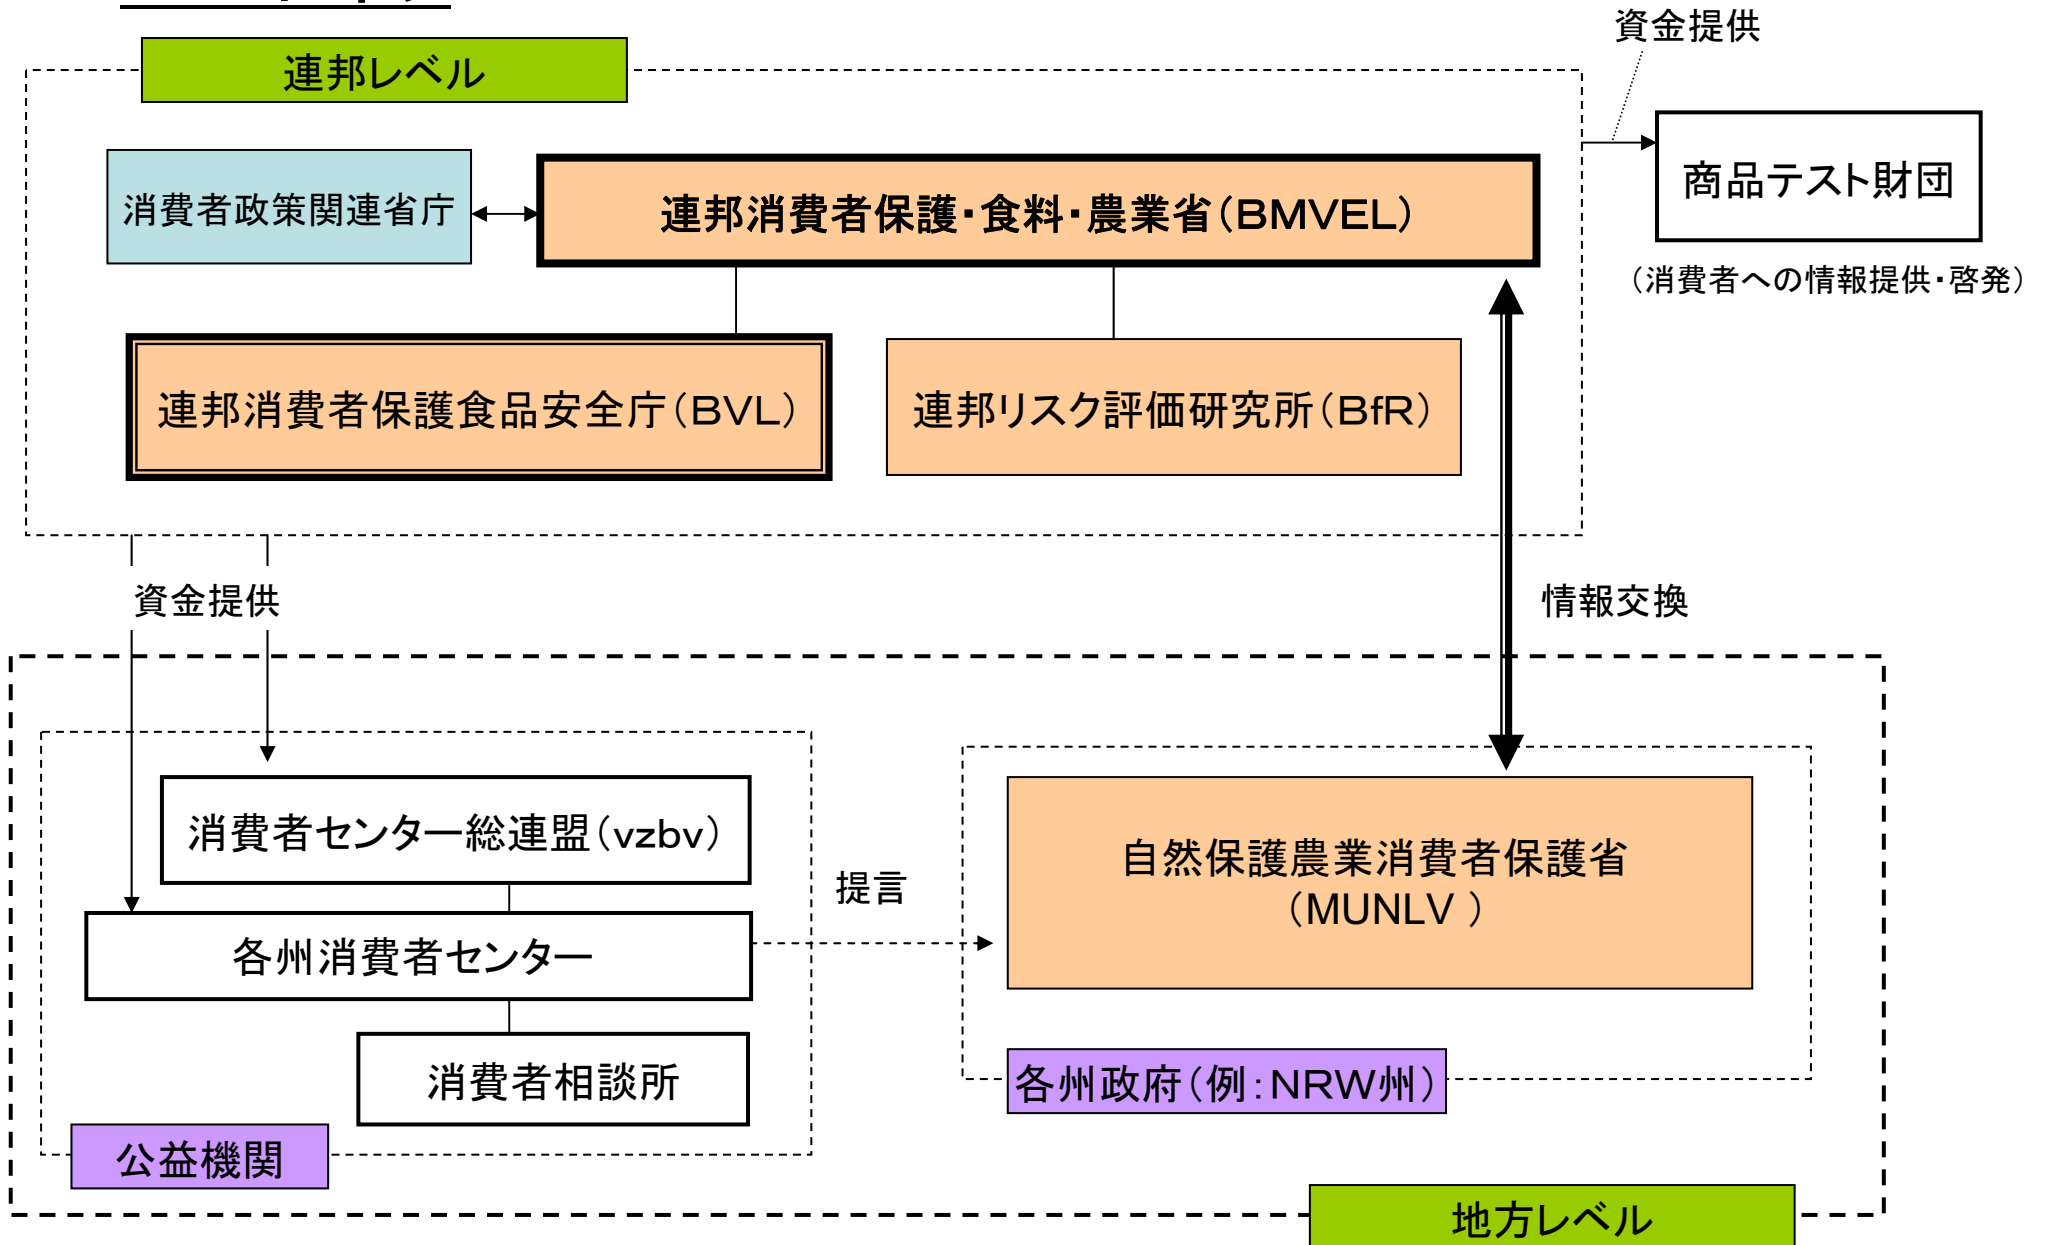 資金提供
連邦レベル
商品テスト財団
消費者政策関連省庁
連邦消費者保護・食料・農業省（BMVEL）
（消費者への情報提供・啓発）
連邦消費者保護食品安全庁（BVL）
連邦リスク評価研究所（BfR）
資金提供
情報交換
消費者センター総連盟（vzbv）
提言
自然保護農業消費者保護省
（MUNLV ）
各州消費者センター
消費者相談所
各州政府（例：NRW州）
公益機関
地方レベル